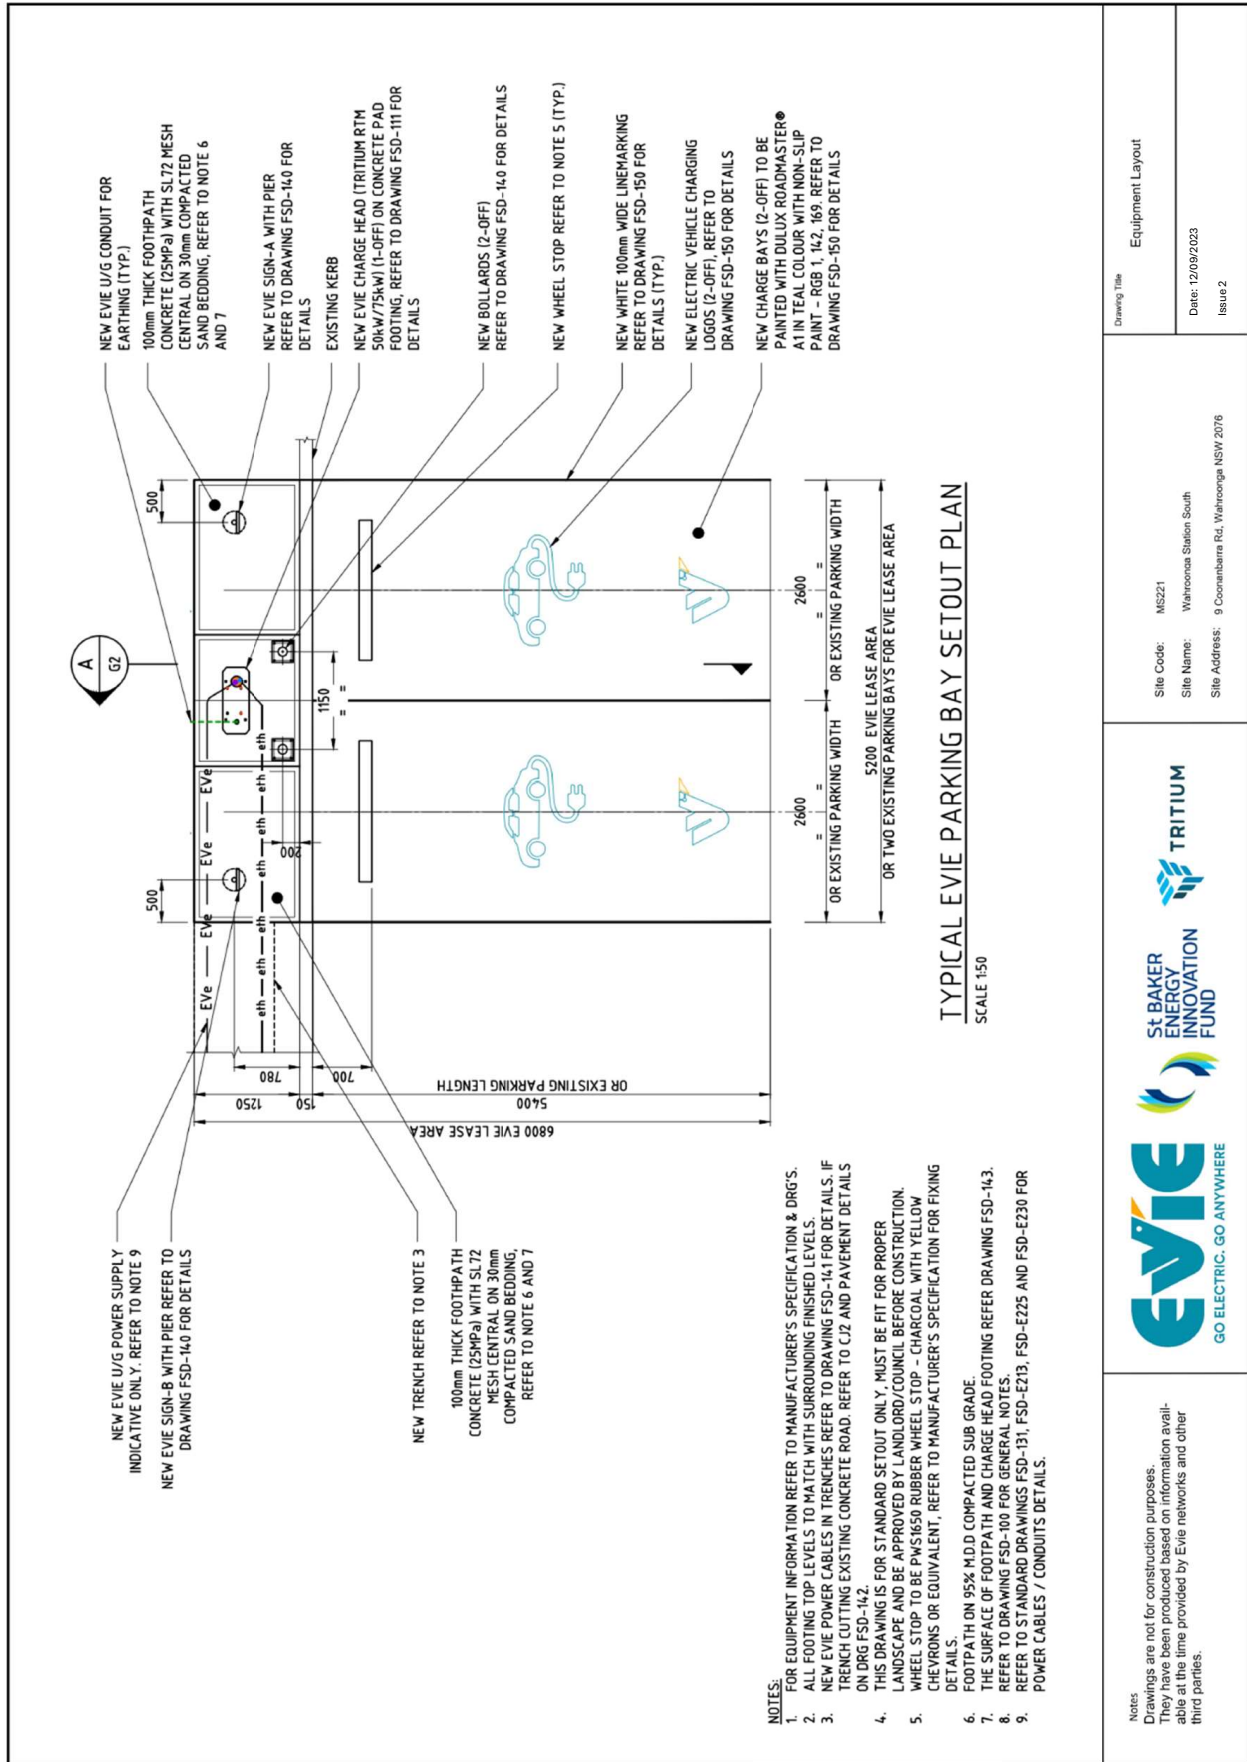 NEW EVIE U/G POWER SUPPLY
INDICATIVE ONLY. REFER TO NOTE 9
NEW EVIE SIGN-B WITH PIER REFER TO
DRAWING FSD-140 FOR DETAILS
NEW TRENCH REFER TO NOTE 3
100mm THICK FOOTPATH
CONCRETE (25MPa) WITH SL72
MESH CENTRAL ON 30mm
COMPACTED SAND BEDDING,
REFER TO NOTE 6 AND 7
A
G2
500
500
EVe EVe EVe EVe
eth eth eth eth eth eth
200
1150
=
=
780
1250
150
700
5400
OR EXISTING PARKING LENGTH
6800 EVIE LEASE AREA
2600
=
=
OR EXISTING PARKING WIDTH
2600
=
=
OR EXISTING PARKING WIDTH
5200 EVIE LEASE AREA
OR TWO EXISTING PARKING BAYS FOR EVIE LEASE AREA
NEW EVIE U/G CONDUIT FOR
EARTHING (TYP.)
100mm THICK FOOTPATH
CONCRETE (25MPa) WITH SL72 MESH
CENTRAL ON 30mm COMPACTED
SAND BEDDING, REFER TO NOTE 6
AND 7
NEW EVIE SIGN-A WITH PIER
REFER TO DRAWING FSD-140 FOR
DETAILS
EXISTING KERB
NEW EVIE CHARGE HEAD (TRITIUM RTM
50kW/75kW) (1-OFF) ON CONCRETE PAD
FOOTING, REFER TO DRAWING FSD-111 FOR
DETAILS
NEW BOLLARDS (2-OFF)
REFER TO DRAWING FSD-140 FOR DETAILS
NEW WHEEL STOP REFER TO NOTE 5 (TYP.)
NEW WHITE 100mm WIDE LINEMARKING
REFER TO DRAWING FSD-150 FOR
DETAILS (TYP.)
NEW ELECTRIC VEHICLE CHARGING
LOGOS (2-OFF), REFER TO
DRAWING FSD-150 FOR DETAILS
NEW CHARGE BAYS (2-OFF) TO BE
PAINTED WITH DULUX ROADMASTER®
A1 IN TEAL COLOUR WITH NON-SLIP
PAINT - RGB 1, 142, 169. REFER TO
DRAWING FSD-150 FOR DETAILS
TYPICAL EVIE PARKING BAY SETOUT PLAN
SCALE 1:50
NOTES:
1. FOR EQUIPMENT INFORMATION REFER TO MANUFACTURER'S SPECIFICATION & DRG'S.
2. ALL FOOTING TOP LEVELS TO MATCH WITH SURROUNDING FINISHED LEVELS.
3. NEW EVIE POWER CABLES IN TRENCHES REFER TO DRAWING FSD-141 FOR DETAILS. IF
TRENCH CUTTING EXISTING CONCRETE ROAD. REFER TO CJ2 AND PAVEMENT DETAILS
ON DRG FSD-142.
4. THIS DRAWING IS FOR STANDARD SETOUT ONLY, MUST BE FIT FOR PROPER
LANDSCAPE AND BE APPROVED BY LANDLORD/COUNCIL BEFORE CONSTRUCTION.
5. WHEEL STOP TO BE PWS1650 RUBBER WHEEL STOP - CHARCOAL WITH YELLOW
CHEVRONS OR EQUIVALENT, REFER TO MANUFACTURER'S SPECIFICATION FOR FIXING
DETAILS.
6. FOOTPATH ON 95% M.D.D COMPACTED SUB GRADE.
7. THE SURFACE OF FOOTPATH AND CHARGE HEAD FOOTING REFER DRAWING FSD-143.
8. REFER TO DRAWING FSD-100 FOR GENERAL NOTES.
9. REFER TO STANDARD DRAWINGS FSD-131, FSD-E213, FSD-E225 AND FSD-E230 FOR
POWER CABLES / CONDUITS DETAILS.
Notes
Drawings are not for construction purposes.
They have been produced based on information avail-
able at the time provided by Evie networks and other
third parties.
EVIE
GO ELECTRIC. GO ANYWHERE
St BAKER
ENERGY
INNOVATION
FUND
TRITIUM
Site Code: MS221
Site Name: Wahroonga Station South
Site Address: 9 Coonanbarra Rd, Wahroonga NSW 2076
Drawing Title
Equipment Layout
Date: 12/09/2023
Issue 2